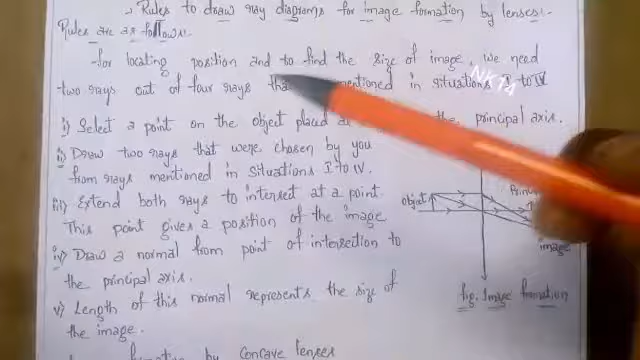 Rules to draw ray diagrams for image formation by lenses:-
Rules are as follows:
For locating position and to find the size of image, we need
two rays out of four rays mentioned in situations I to IV
i) Select a point on the object placed the principal axis.
ii) Draw two rays that were chosen by you
from rays mentioned in situations I to IV.
iii) Extend both rays to intersect at a point.
This point gives a position of the image
iv) Draw a normal from point of intersection to
the principal axis.
v) Length of this normal represents the size of
the image.
by concave lenses
object
image
fig: Image formation